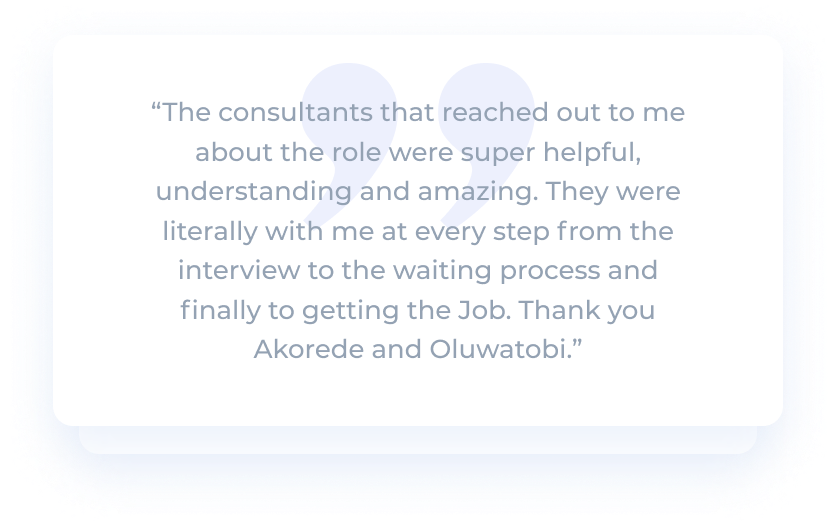 “The consultants that reached out to me
about the role were super helpful,
understanding and amazing. They were
literally with me at every step from the
interview to the waiting process and
finally to getting the Job. Thank you
Akorede and Oluwatobi.”